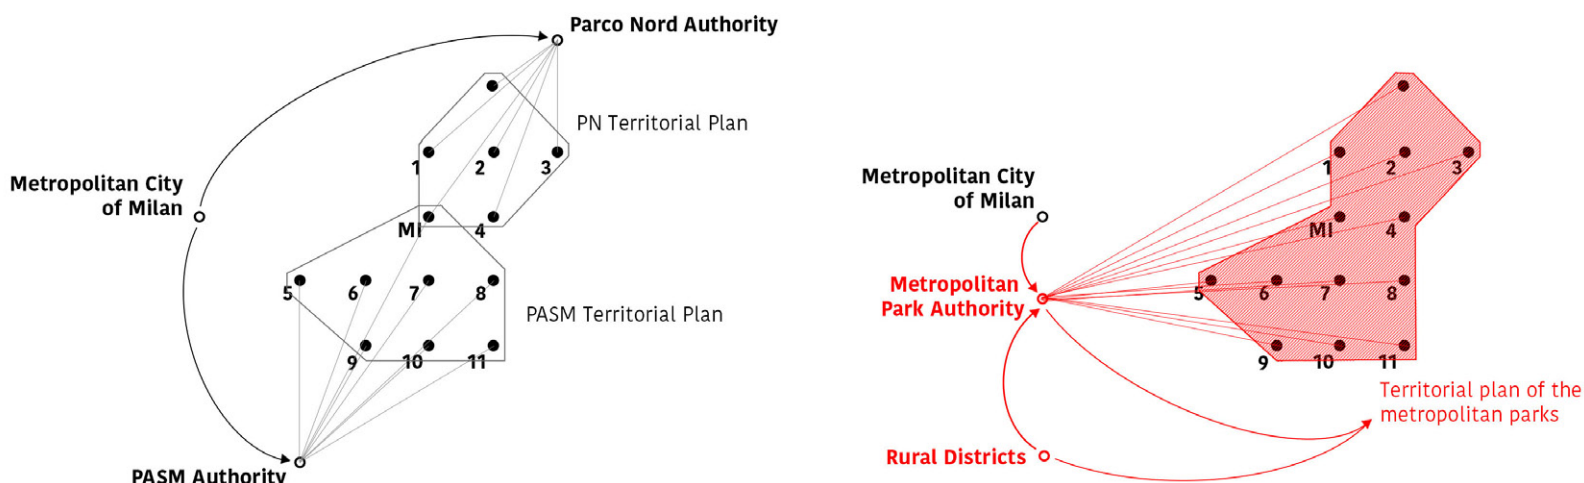 Parco Nord Authority
PN Territorial Plan
1
2
3
Metropolitan City
of Milan
MI
4
5
6
7
8
PASM Territorial Plan
9
10
11
PASM Authority
1
2
3
Metropolitan City
of Milan
MI
4
Metropolitan
Park Authority
5
6
7
8
9
10
11
Territorial plan of the
metropolitan parks
Rural Districts